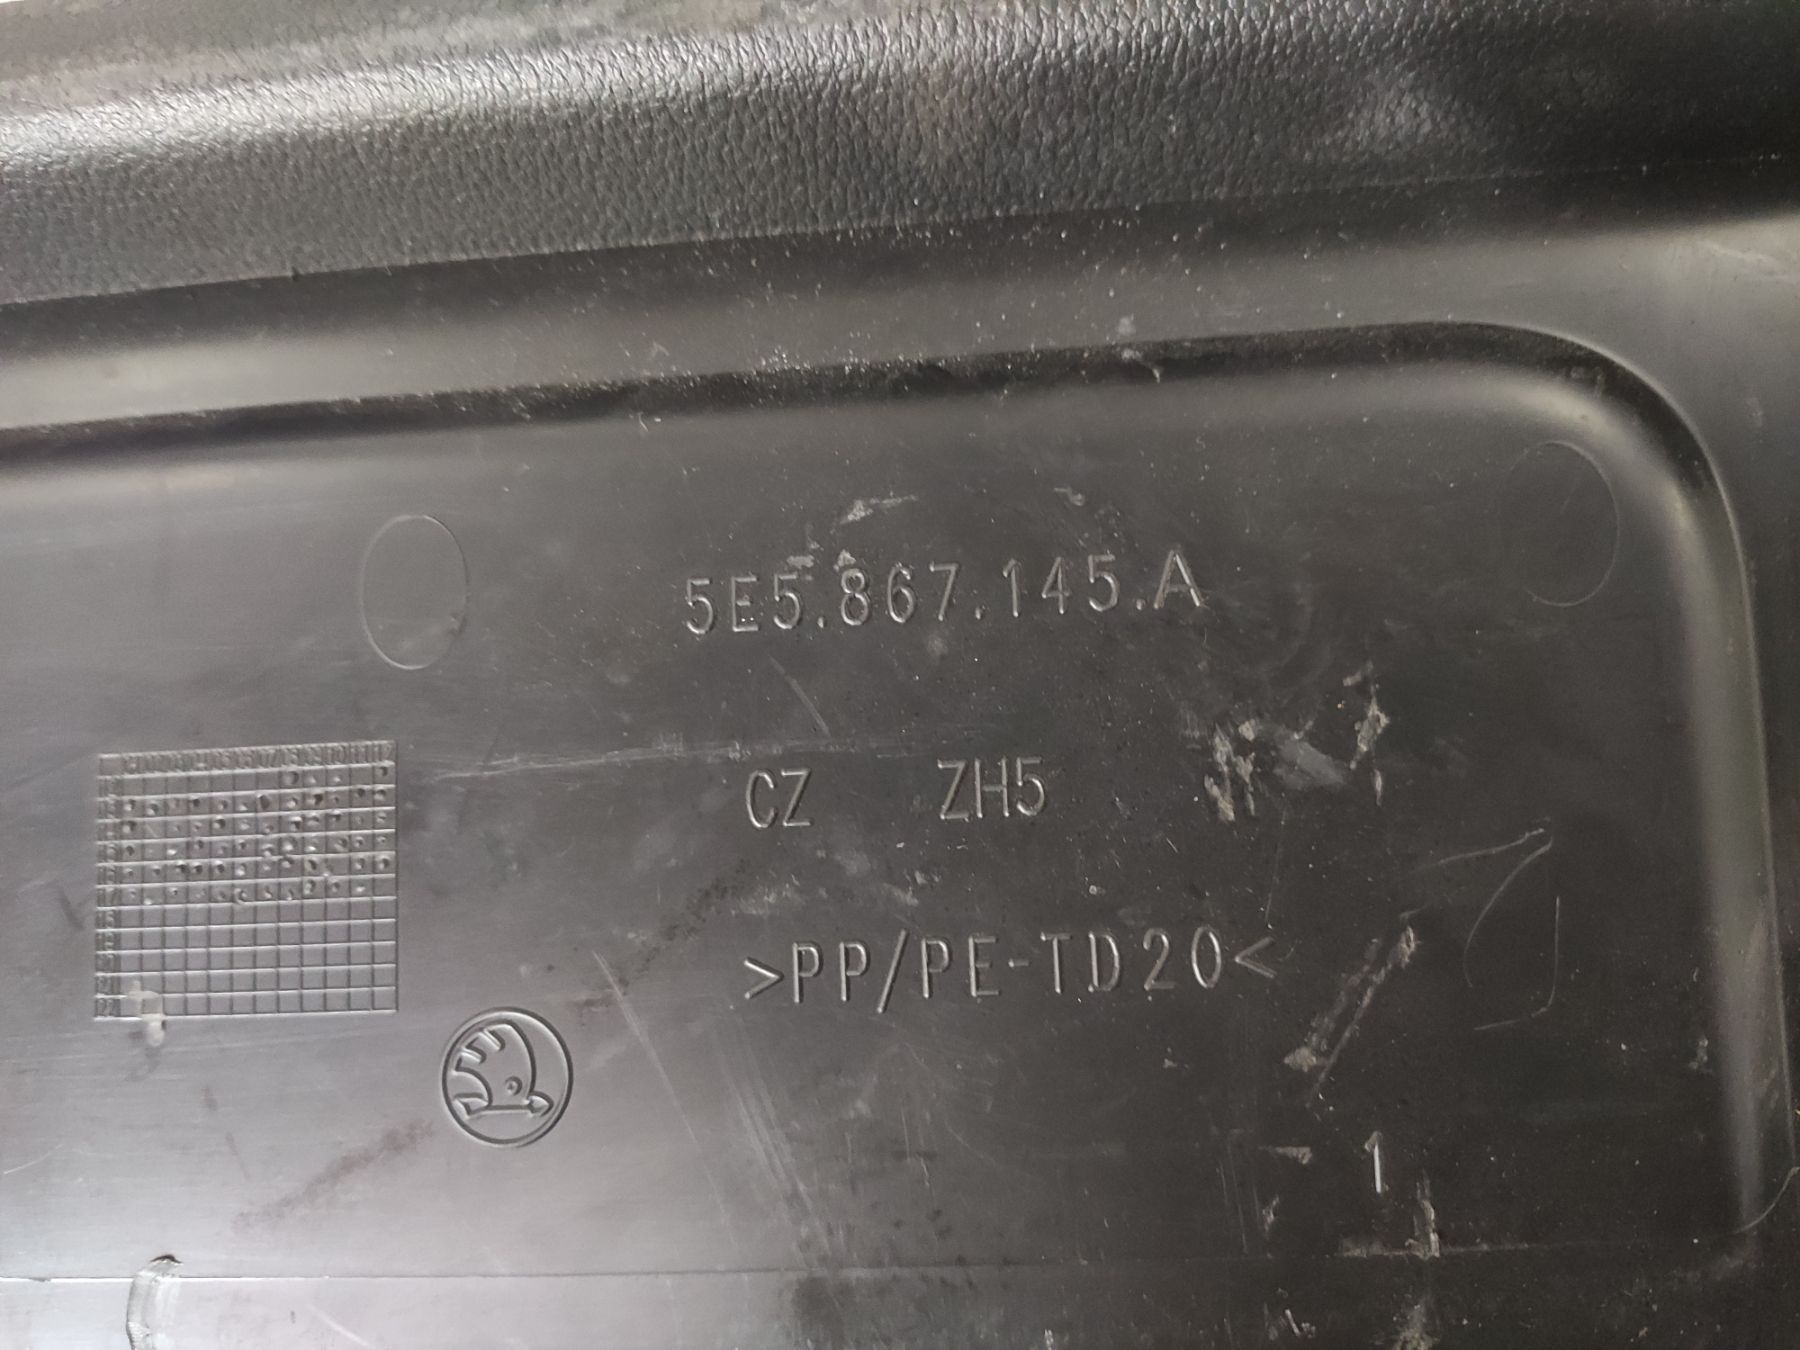 5E5.867.145.A
CZ ZH5
>PP/PE-TD20<
1